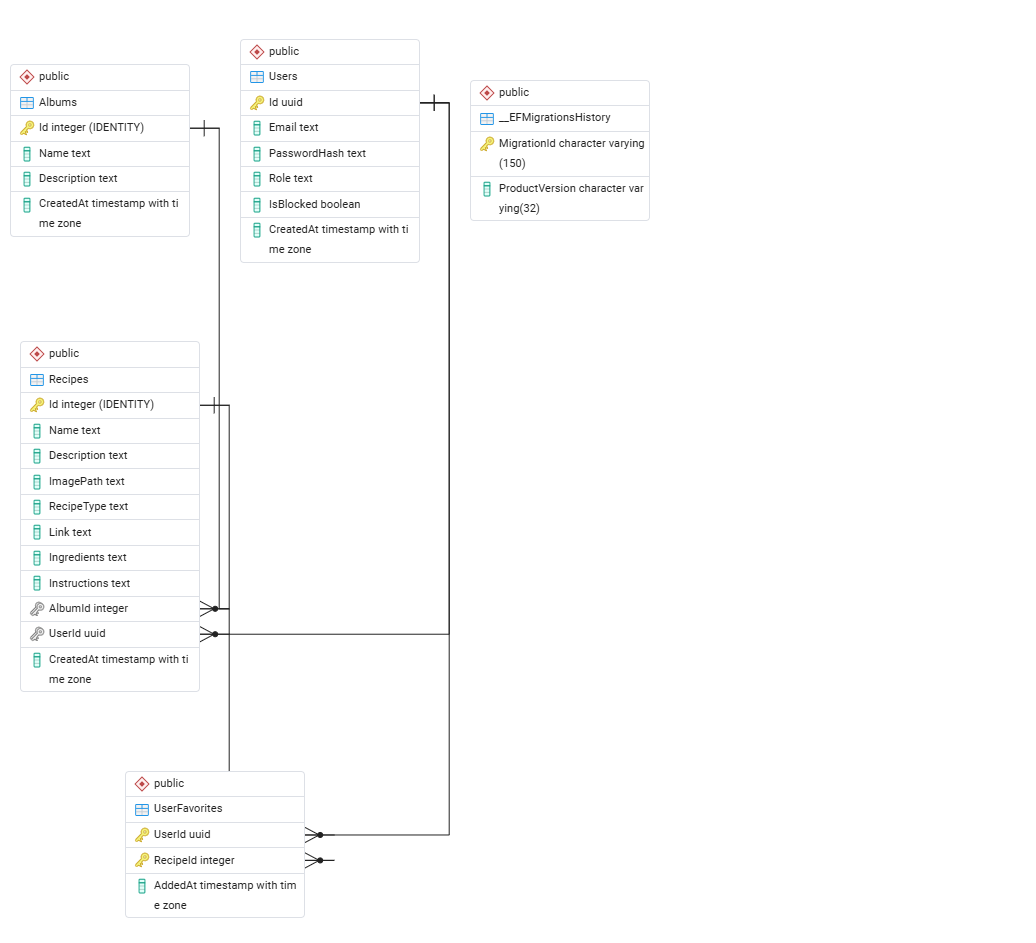 public
Albums
Id integer (IDENTITY)
Name text
Description text
CreatedAt timestamp with ti
me zone
public
Users
Id uuid
Email text
PasswordHash text
Role text
IsBlocked boolean
CreatedAt timestamp with ti
me zone
public
__EFMigrationsHistory
MigrationId character varying
(150)
ProductVersion character var
ying(32)
public
Recipes
Id integer (IDENTITY)
Name text
Description text
ImagePath text
RecipeType text
Link text
Ingredients text
Instructions text
AlbumId integer
UserId uuid
CreatedAt timestamp with ti
me zone
public
UserFavorites
UserId uuid
RecipeId integer
AddedAt timestamp with tim
e zone